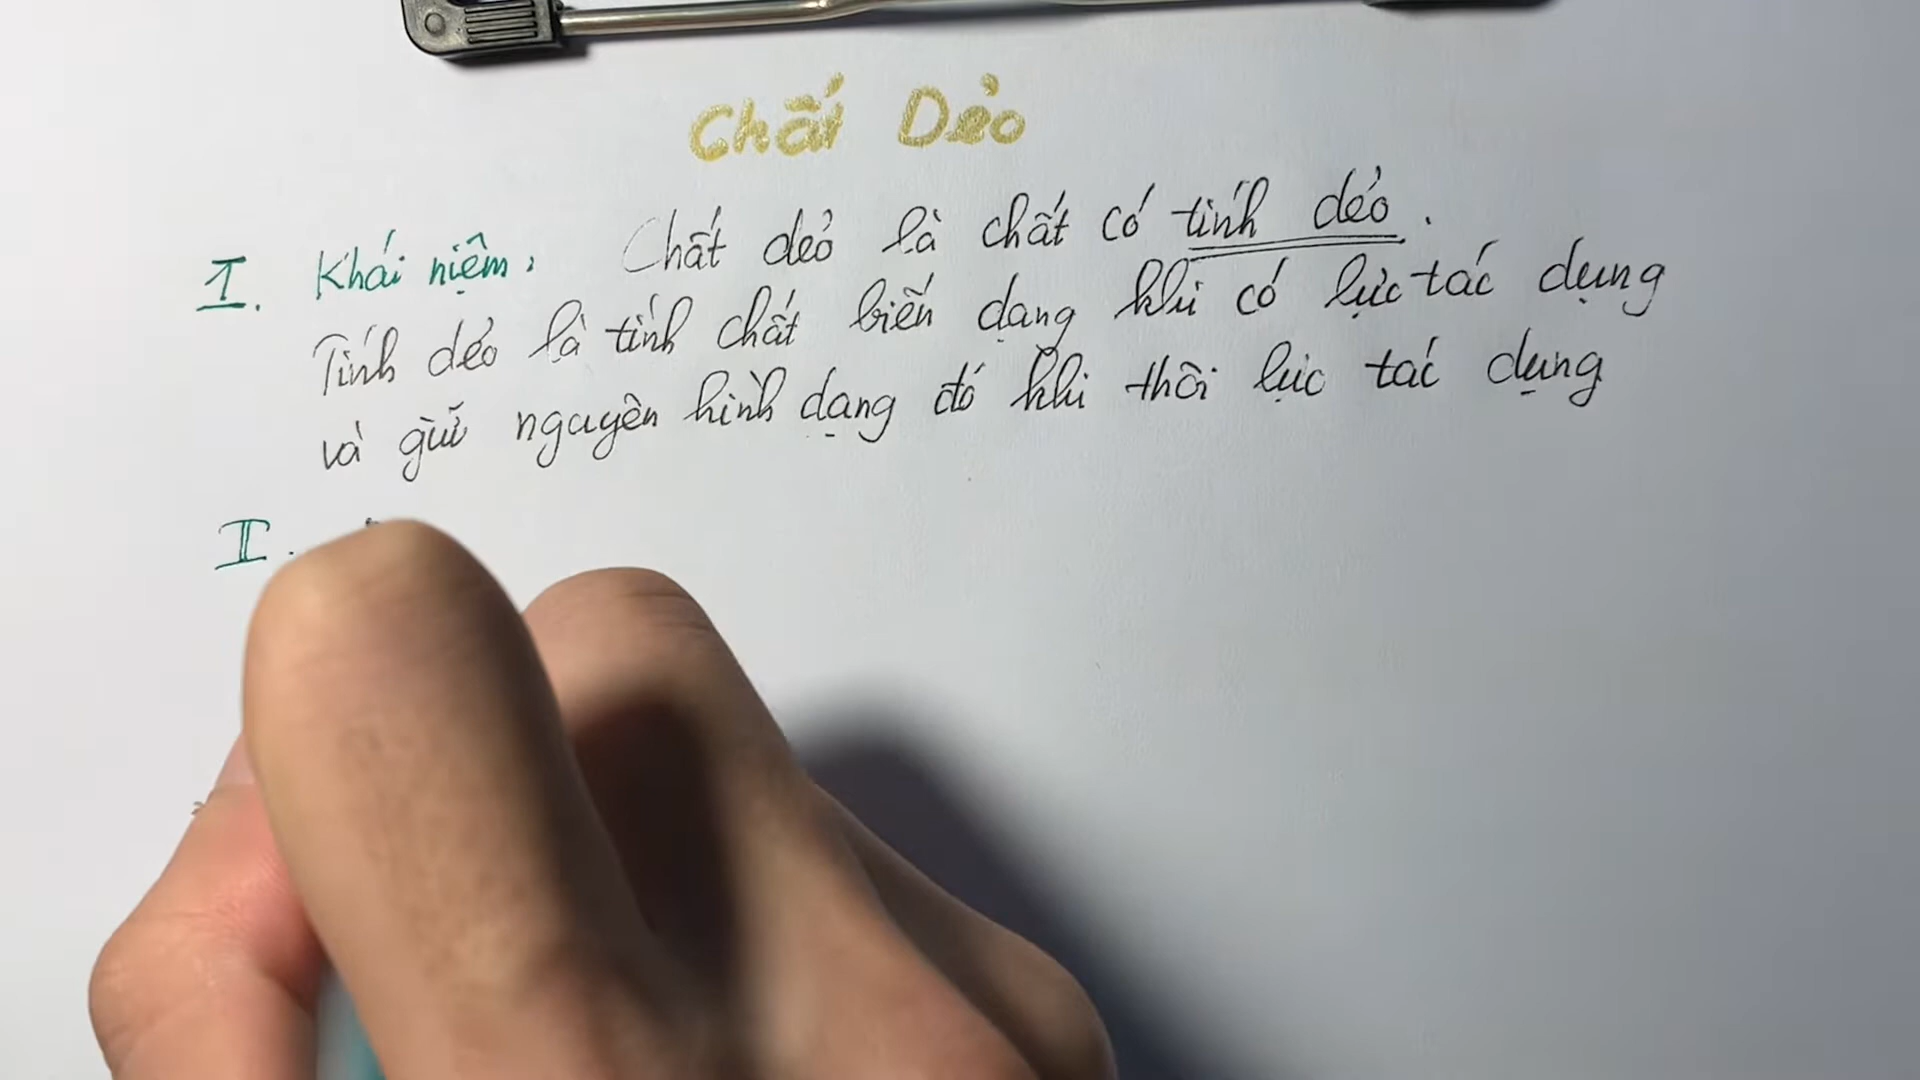 Chất Dẻo
I. Khái niệm: Chất dẻo là chất có tính dẻo.
Tính dẻo là tính chất biến dạng khi có lực tác dụng
và giữ nguyên hình dạng đó khi thôi lực tác dụng
II.